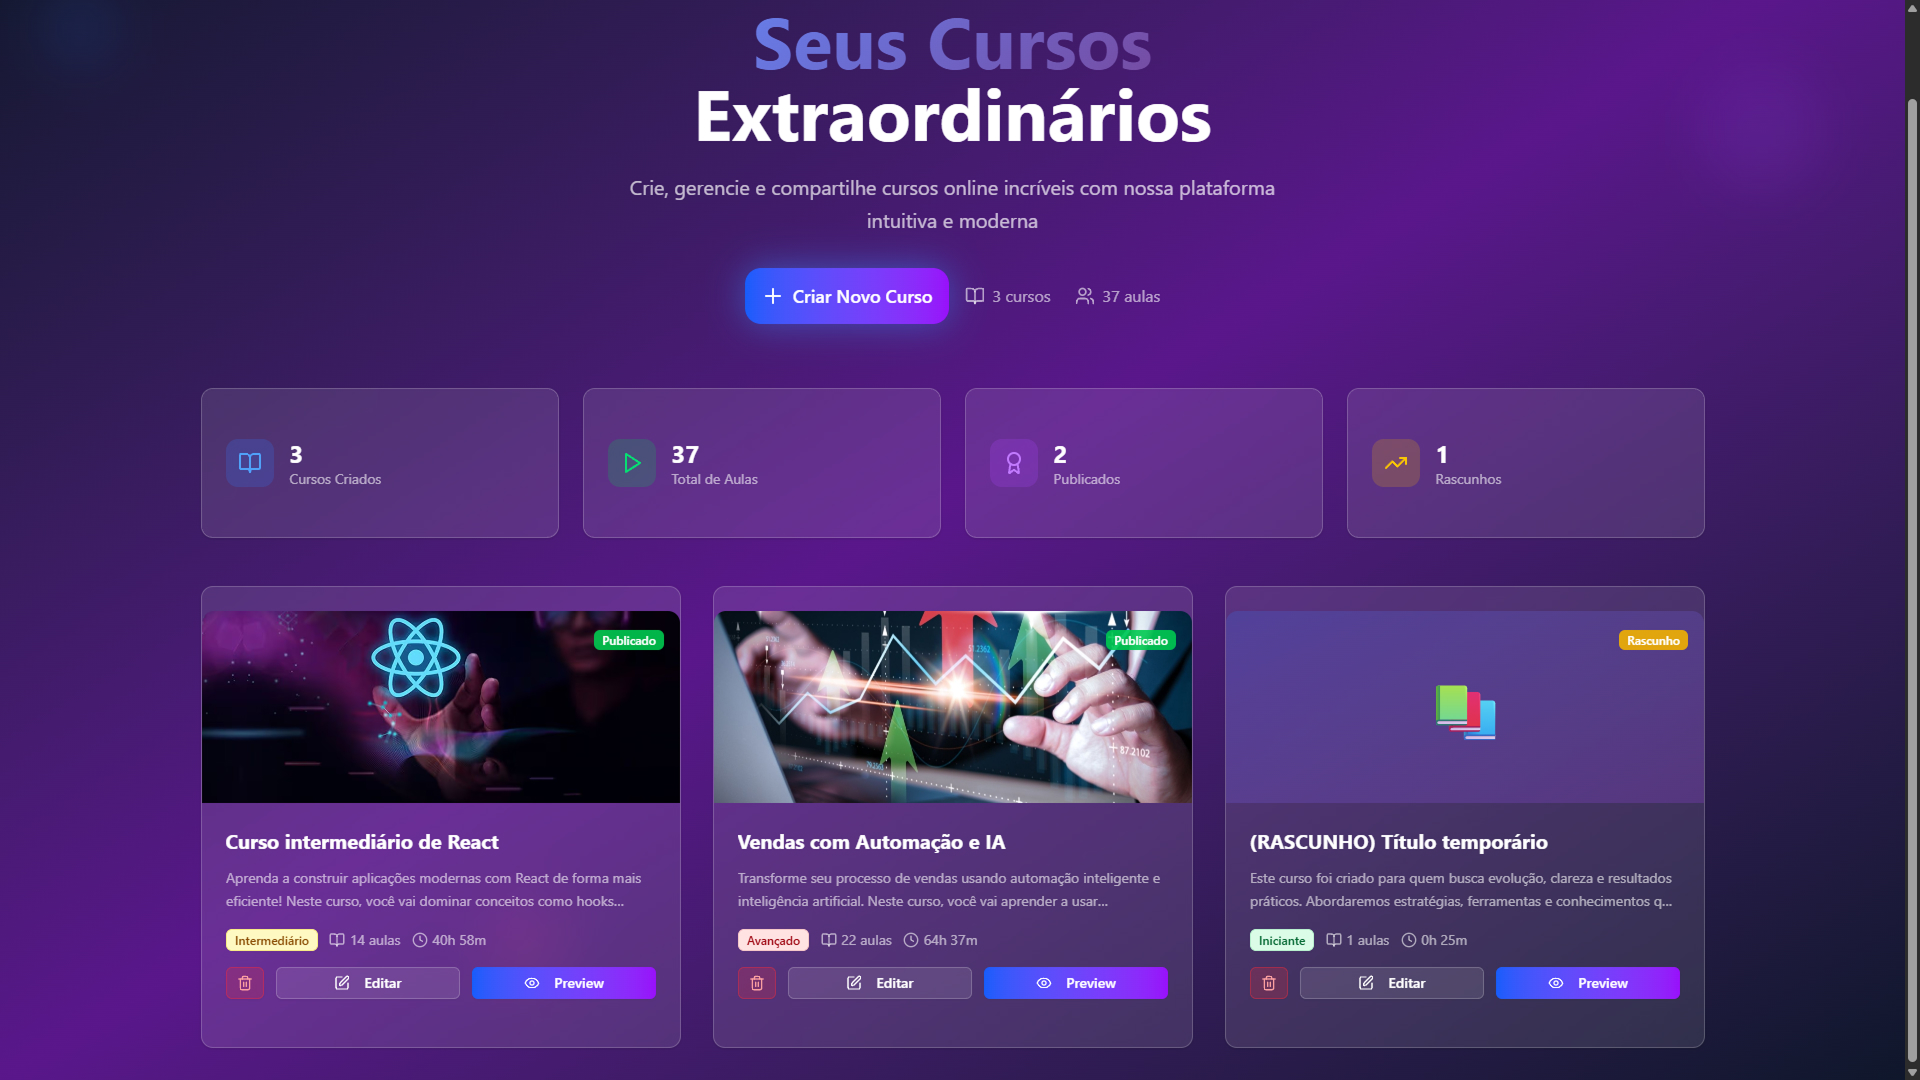 Seus Cursos
Extraordinários
Crie, gerencie e compartilhe cursos online incríveis com nossa plataforma
intuitiva e moderna
Criar Novo Curso
3 cursos
37 aulas
3
Cursos Criados
37
Total de Aulas
2
Publicados
1
Rascunhos
Publicado
Curso intermediário de React
Aprenda a construir aplicações modernas com React de forma mais
eficiente! Neste curso, você vai dominar conceitos como hooks...
Intermediário
14 aulas
40h 58m
Editar
Preview
Publicado
51.2362
87.2102
Vendas com Automação e IA
Transforme seu processo de vendas usando automação inteligente e
inteligência artificial. Neste curso, você vai aprender a usar...
Avançado
22 aulas
64h 37m
Editar
Preview
Rascunho
(RASCUNHO) Título temporário
Este curso foi criado para quem busca evolução, clareza e resultados
práticos. Abordaremos estratégias, ferramentas e conhecimentos q...
Iniciante
1 aulas
0h 25m
Editar
Preview